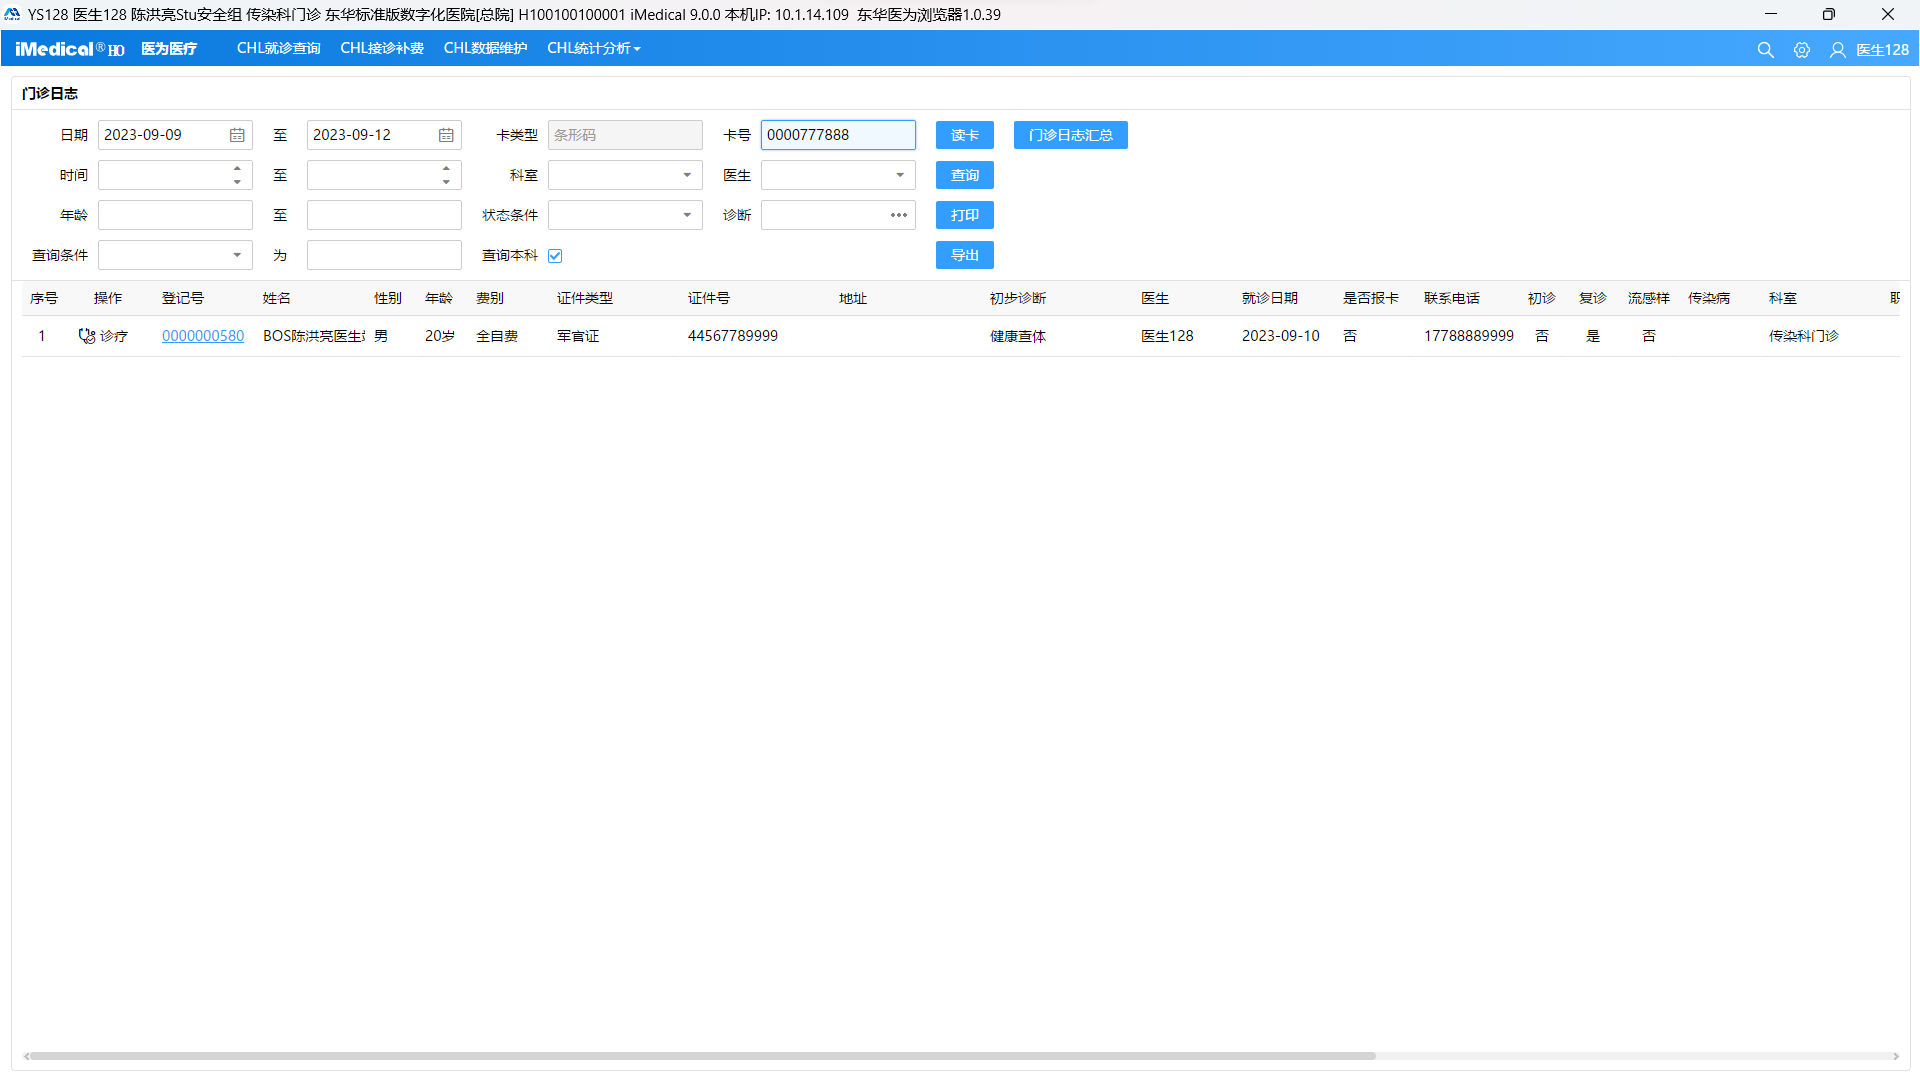 YS128 医生128 陈洪亮Stu安全组 传染科门诊 东华标准版数字化医院[总院] H100100100001 iMedical 9.0.0 本机IP: 10.1.14.109 东华医为浏览器1.0.39
iMedical® HO 医为医疗 CHL就诊查询 CHL接诊补费 CHL数据维护 CHL统计分析 医生128
门诊日志
日期 2023-09-09 至 2023-09-12 卡类型 条形码 卡号 0000777888 读卡 门诊日志汇总
时间 至 科室 医生 查询
年龄 至 状态条件 诊断 打印
查询条件 为 查询本科 导出
序号 操作 登记号 姓名 性别 年龄 费别 证件类型 证件号 地址 初步诊断 医生 就诊日期 是否报卡 联系电话 初诊 复诊 流感样 传染病 科室
1 诊疗 0000000580 BOS陈洪亮医生 男 20岁 全自费 军官证 44567789999 健康查体 医生128 2023-09-10 否 17788889999 否 是 否 传染科门诊